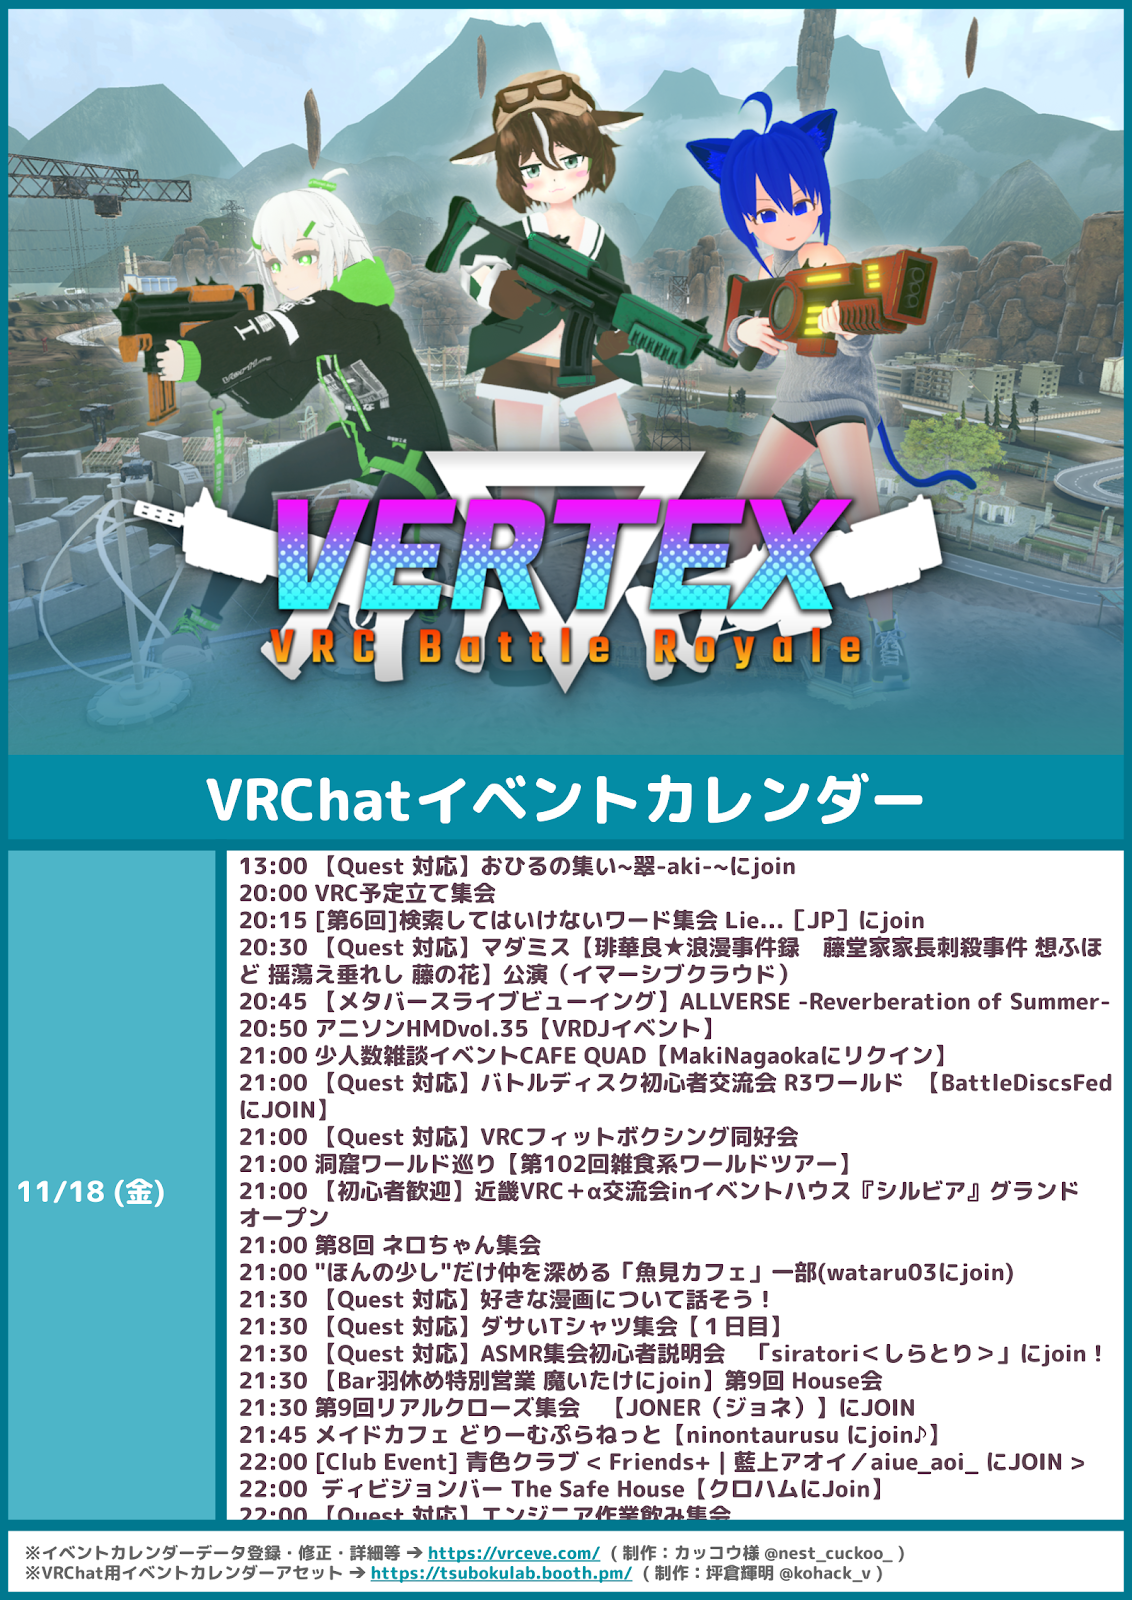 VERTEX
VRC Battle Royale
VRChatイベントカレンダー
11/18 (金)
13:00 【Quest 対応】おひるの集い~翠-aki-~にjoin
20:00 VRC予定立て集会
20:15 [第6回]検索してはいけないワード集会 Lie...［JP］にjoin
20:30 【Quest 対応】マダミス【琲華良★浪漫事件録　藤堂家家長刺殺事件 想ふほ
ど 揺蕩え垂れし 藤の花】公演（イマーシブクラウド）
20:45 【メタバースライブビューイング】ALLVERSE -Reverberation of Summer-
20:50 アニソンHMDvol.35【VRDJイベント】
21:00 少人数雑談イベントCAFE QUAD【MakiNagaokaにリクイン】
21:00 【Quest 対応】バトルディスク初心者交流会 R3ワールド 【BattleDiscsFed
にJOIN】
21:00 【Quest 対応】VRCフィットボクシング同好会
21:00 洞窟ワールド巡り【第102回雑食系ワールドツアー】
21:00 【初心者歓迎】近畿VRC＋α交流会inイベントハウス『シルビア』グランド
オープン
21:00 第8回 ネロちゃん集会
21:00 "ほんの少し"だけ仲を深める「魚見カフェ」一部(wataru03にjoin)
21:30 【Quest 対応】好きな漫画について話そう！
21:30 【Quest 対応】ダサいTシャツ集会【１日目】
21:30 【Quest 対応】ASMR集会初心者説明会　「siratori＜しらとり＞」にjoin！
21:30 【Bar羽休め特別営業 魔いたけにjoin】第9回 House会
21:30 第9回リアルクローズ集会　【JONER（ジョネ）】にJOIN
21:45 メイドカフェ どりーむぷらねっと【ninontaurusu にjoin♪】
22:00 [Club Event] 青色クラブ < Friends+ | 藍上アオイ／aiue_aoi_ にJOIN >
22:00 ディビジョンバー The Safe House【クロハムにJoin】
22:00 【Quest 対応】エンジニア作業飲み集会
※イベントカレンダーデータ登録・修正・詳細等 ➔ https://vrceve.com/ ( 制作：カッコウ様 @nest_cuckoo_ )
※VRChat用イベントカレンダーアセット ➔ https://tsubokulab.booth.pm/ ( 制作：坪倉輝明 @kohack_v )